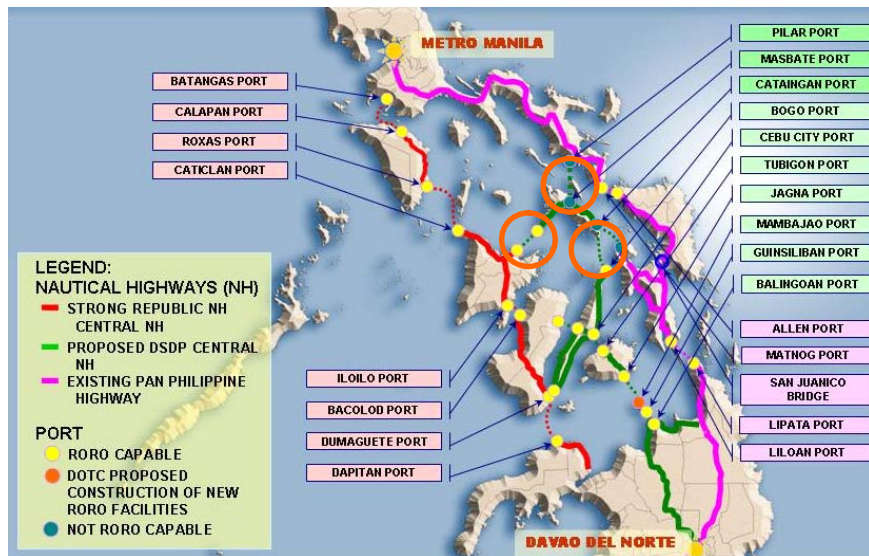 METRO MANILA
BATANGAS PORT
CALAPAN PORT
ROXAS PORT
CATICLAN PORT
PILAR PORT
MASBATE PORT
CATAINGAN PORT
BOGO PORT
CEBU CITY PORT
TUBIGON PORT
JAGNA PORT
MAMBAJAO PORT
GUINSILIBAN PORT
BALINGOAN PORT
ALLEN PORT
MATNOG PORT
SAN JUANICO
BRIDGE
LIPATA PORT
LILOAN PORT
LEGEND:
NAUTICAL HIGHWAYS (NH)
STRONG REPUBLIC NH
CENTRAL NH
PROPOSED DSDP CENTRAL
NH
EXISTING PAN PHILIPPINE
HIGHWAY
PORT
RORO CAPABLE
DOTC PROPOSED
CONSTRUCTION OF NEW
RORO FACILITIES
NOT RORO CAPABLE
ILOILO PORT
BACOLOD PORT
DUMAGUETE PORT
DAPITAN PORT
DAVAO DEL NORTE